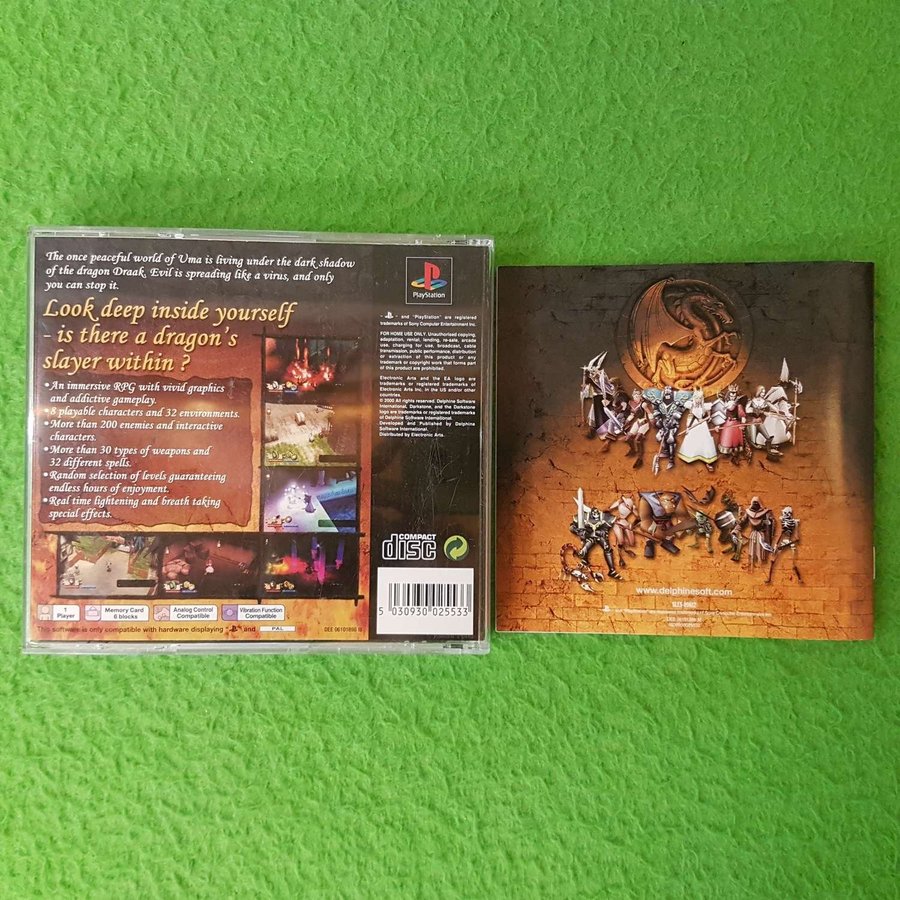 The once peaceful world of Uma is living under the dark shadow
of the dragon Draak. Evil is spreading like a virus, and only
you can stop it.
Look deep inside yourself
- is there a dragon's
slayer within ?
• An immersive RPG with vivid graphics
and addictive gameplay.
• 8 playable characters and 32 environments.
• More than 200 enemies and interactive
characters.
• More than 30 types of weapons and
32 different spells.
• Random selection of levels guaranteeing
endless hours of enjoyment.
• Real time lightening and breath taking
special effects.
1
Player
Memory Card
6 blocks
Analog Control
Compatible
Vibration Function
Compatible
This software is only compatible with hardware displaying and PAL
DEE 06101898 III
PlayStation
and "PlayStation" are registered
trademarks of Sony Computer Entertainment Inc.
FOR HOME USE ONLY. Unauthorised copying,
adaptation, rental, lending, re-sale, arcade
use, charging for use, broadcast, cable
transmission, public performance, distribution
or extraction of this product or any
trademark or copyright work that forms part
of this product are prohibited.
Electronic Arts and the EA logo are
trademarks or registered trademarks of
Electronic Arts Inc. in the US and/or other
countries.
© 2000 All rights reserved. Delphine Software
International, Darkstone, and the Darkstone
logo are trademarks or registered trademarks
of Delphine Software International.
Developed and Published by Delphine
Software International.
Distributed by Electronic Arts.
COMPACT
disc
5 030930 025533
www.delphinesoft.com